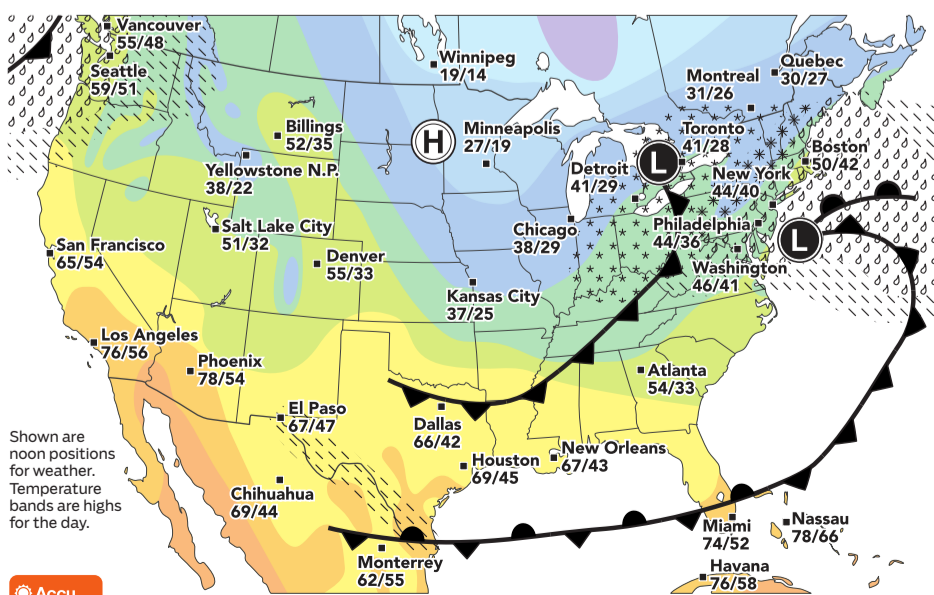 Vancouver
55/48
Seattle
59/51
Winnipeg
19/14
Quebec
30/27
Montreal
31/26
Billings
52/35
H
Minneapolis
27/19
Toronto
41/28
Boston
50/42
Yellowstone N.P.
38/22
Detroit
41/29
L
New York
44/40
Salt Lake City
51/32
Chicago
38/29
Philadelphia
44/36
L
San Francisco
65/54
Denver
55/33
Washington
46/41
Kansas City
37/25
Los Angeles
76/56
Phoenix
78/54
Atlanta
54/33
El Paso
67/47
Dallas
66/42
Houston
69/45
New Orleans
67/43
Shown are
noon positions
for weather.
Temperature
bands are highs
for the day.
Chihuahua
69/44
Miami
74/52
Nassau
78/66
Monterrey
62/55
Havana
76/58
Accu